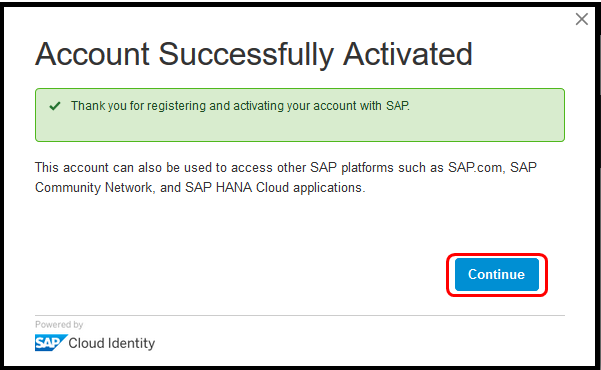 Account Successfully Activated
Thank you for registering and activating your account with SAP.
This account can also be used to access other SAP platforms such as SAP.com, SAP
Community Network, and SAP HANA Cloud applications.
Continue
Powered by
SAP Cloud Identity